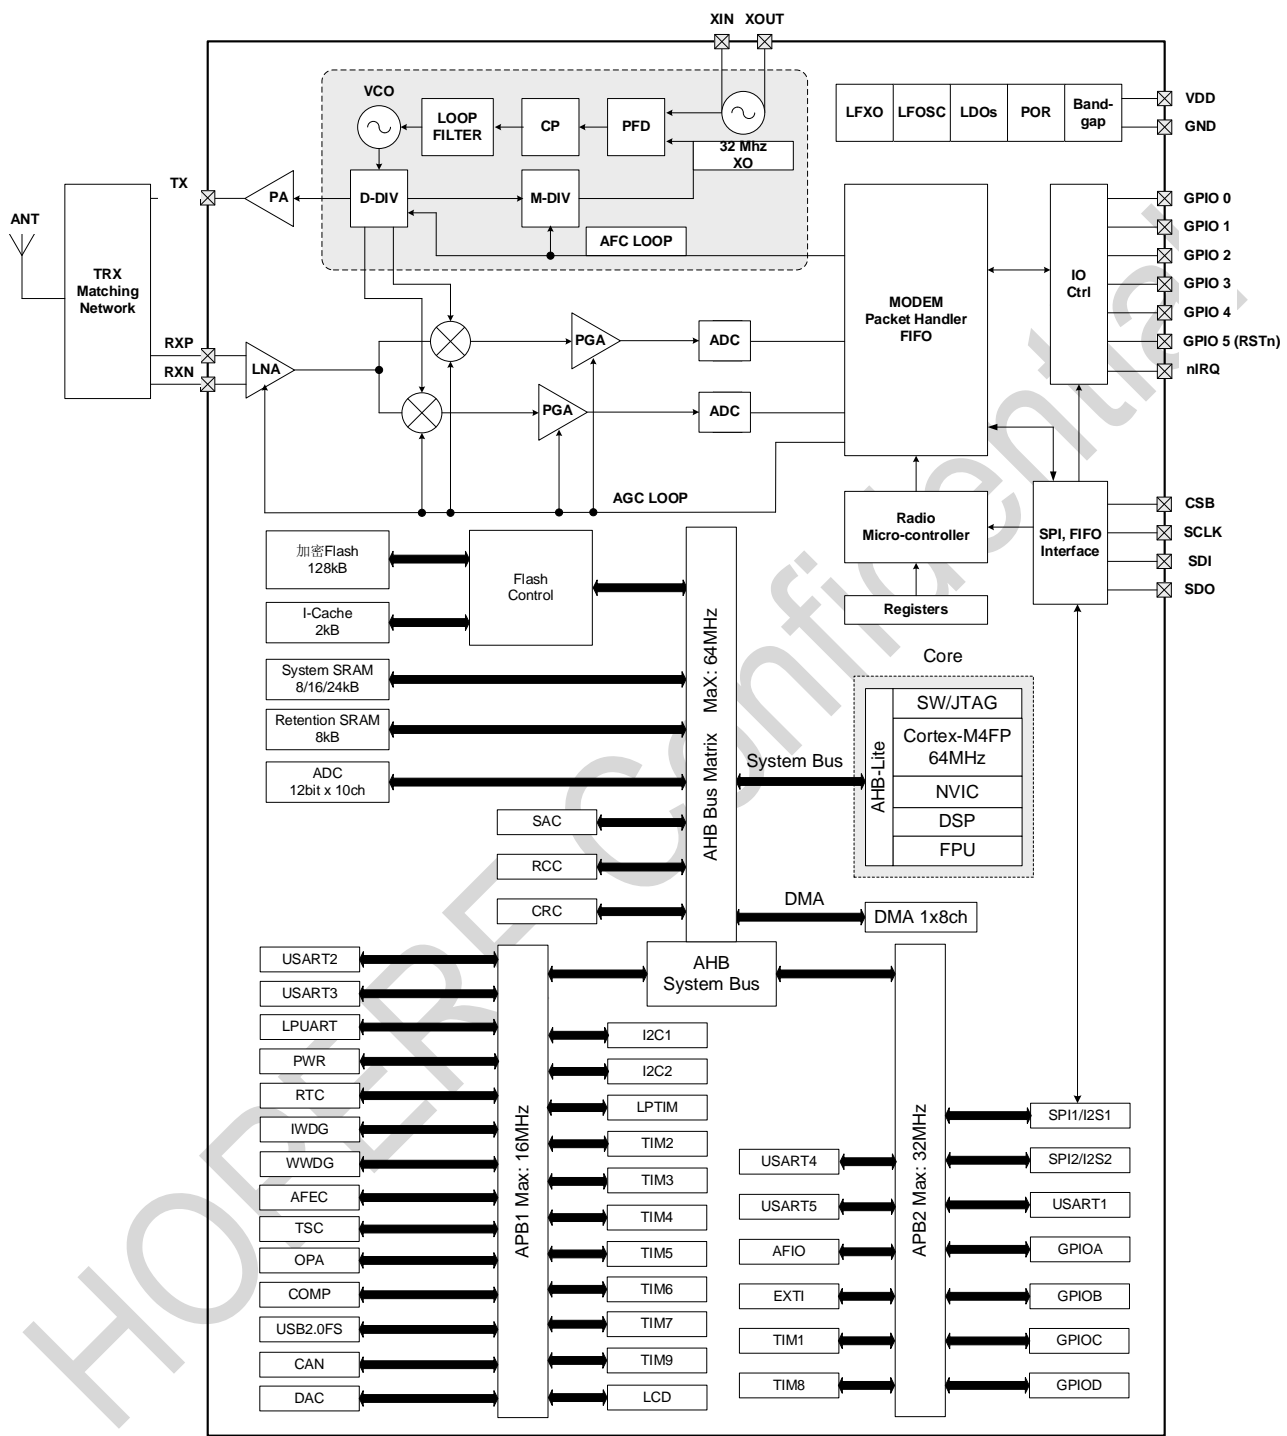 XIN XOUT
VCO
LOOP
FILTER
CP
PFD
32 Mhz
XO
LFXO
LFOSC
LDOs
POR
Band-
gap
VDD
GND
TX
PA
D-DIV
M-DIV
AFC LOOP
ANT
TRX
Matching
Network
RXP
RXN
LNA
PGA
ADC
PGA
ADC
MODEM
Packet Handler
FIFO
IO
Ctrl
GPIO 0
GPIO 1
GPIO 2
GPIO 3
GPIO 4
GPIO 5 (RSTn)
nIRQ
AGC LOOP
Radio
Micro-controller
Registers
SPI, FIFO
Interface
CSB
SCLK
SDI
SDO
加密Flash
128kB
I-Cache
2kB
Flash
Control
System SRAM
8/16/24kB
Retention SRAM
8kB
ADC
12bit x 10ch
SAC
RCC
CRC
AHB Bus Matrix MaX: 64MHz
System Bus
Core
AHB-Lite
SW/JTAG
Cortex-M4FP
64MHz
NVIC
DSP
FPU
DMA
DMA 1x8ch
AHB
System Bus
USART2
USART3
LPUART
PWR
RTC
IWDG
WWDG
AFEC
TSC
OPA
COMP
USB2.0FS
CAN
DAC
APB1 Max: 16MHz
I2C1
I2C2
LPTIM
TIM2
TIM3
TIM4
TIM5
TIM6
TIM7
TIM9
LCD
USART4
USART5
AFIO
EXTI
TIM1
TIM8
APB2 Max: 32MHz
SPI1/I2S1
SPI2/I2S2
USART1
GPIOA
GPIOB
GPIOC
GPIOD
HOPERF Confidential